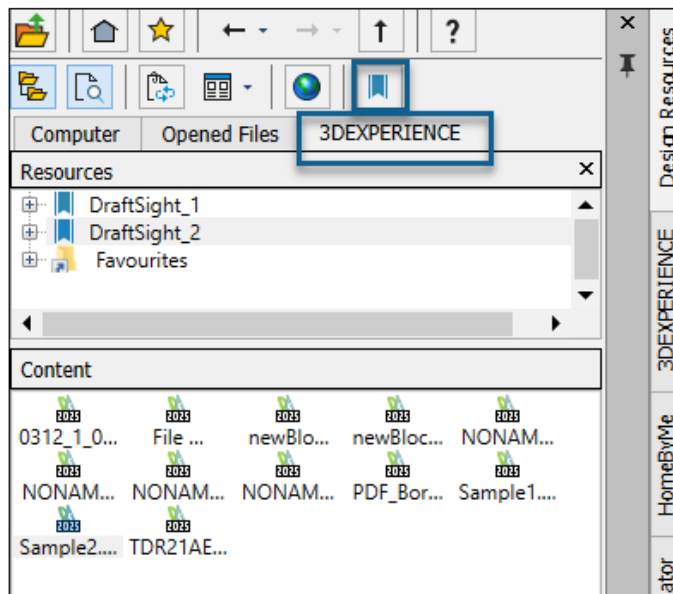 ?
Computer Opened Files 3DEXPERIENCE
Resources
DraftSight_1
DraftSight_2
Favourites
Content
2025 2025 2025 2025 2025
0312_1_0... File ... newBlo... newBloc... NONAM...
2025 2025 2025 2025 2025
NONAM... NONAM... NONAM... PDF_Bor... Sample1....
2025 2025
Sample2.... TDR21AE...
Design Resources
3DEXPERIENCE
HomeByMe
ator